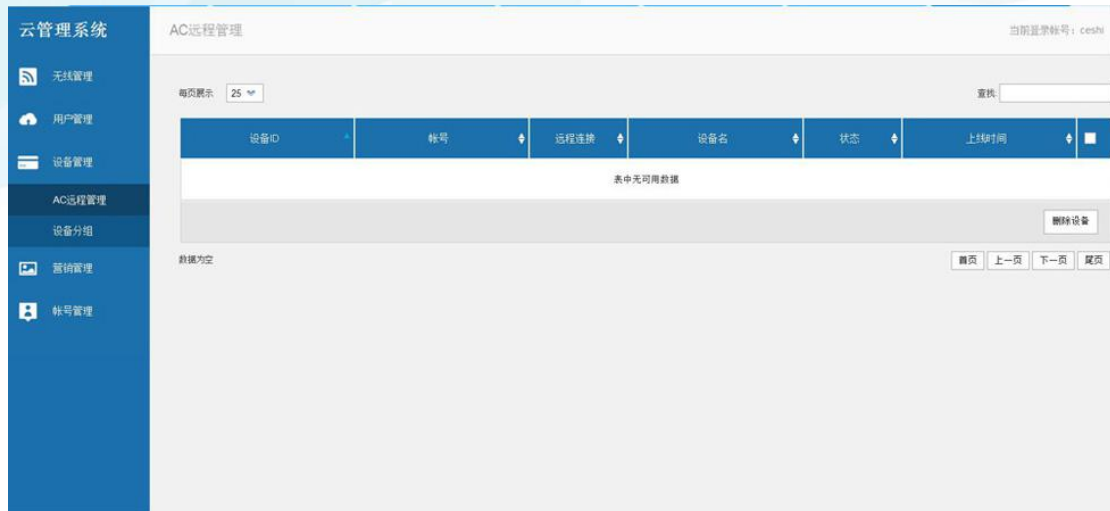 云管理系统
AC远程管理
当前登录帐号：ceshi
无线管理
用户管理
设备管理
AC远程管理
设备分组
营销管理
帐号管理
每页展示 25
查找:
设备ID 帐号 远程连接 设备名 状态 上线时间
表中无可用数据
删除设备
数据为空
首页 上一页 下一页 尾页